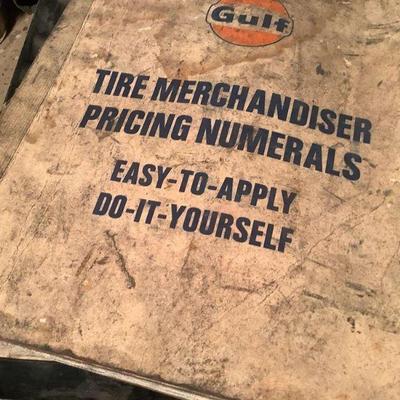 Gulf
TIRE MERCHANDISER
PRICING NUMERALS
EASY-TO-APPLY
DO-IT-YOURSELF